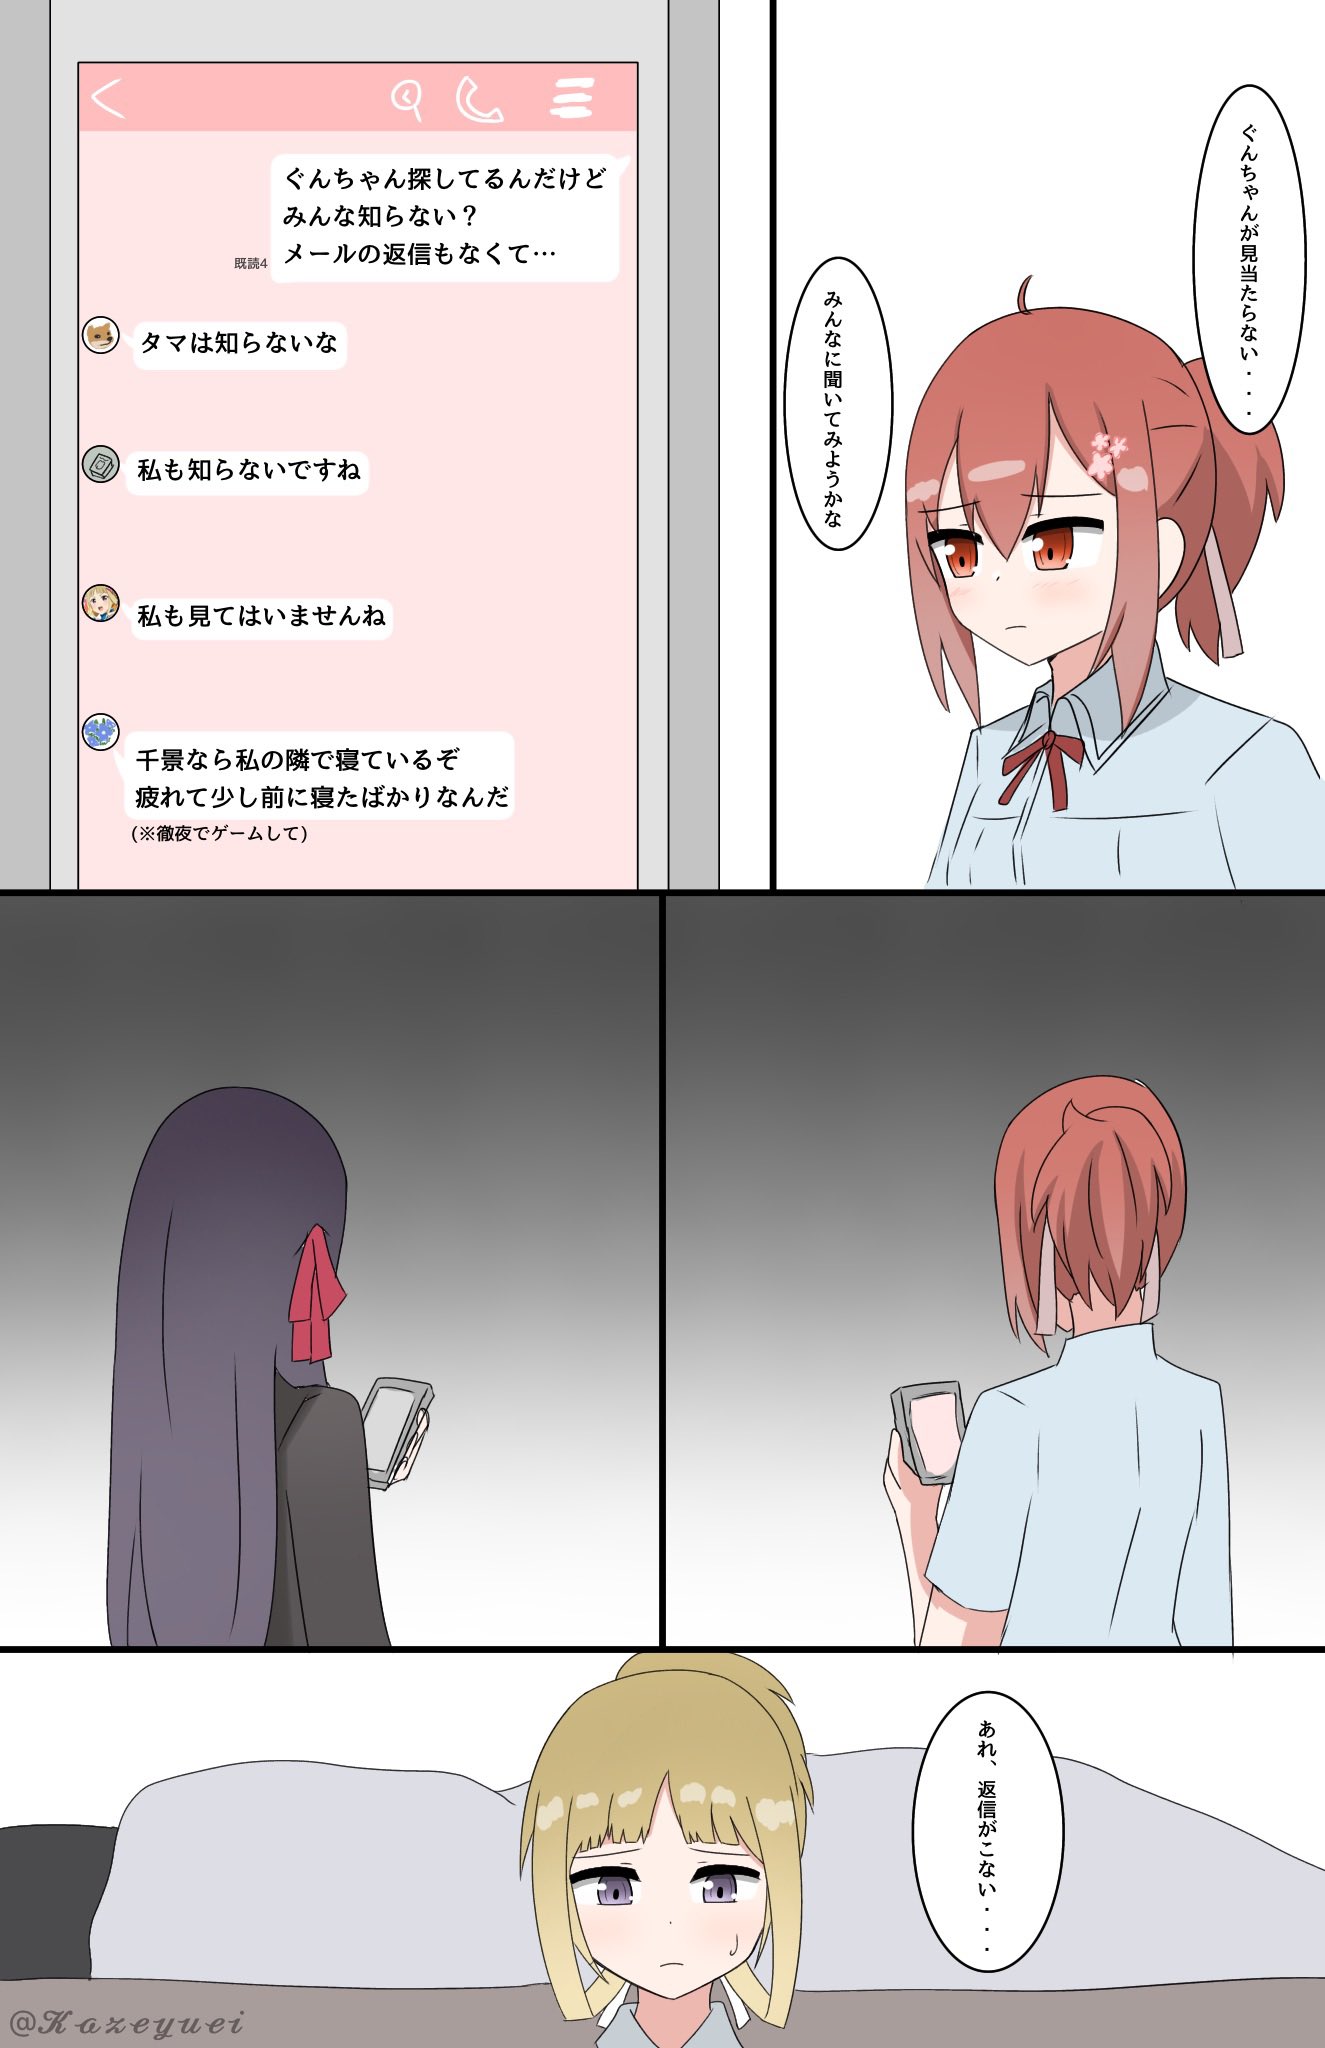 ぐんちゃんが見当たらない・・・
みんなに聞いてみようかな
ぐんちゃん探してるんだけど
みんな知らない？
メールの返信もなくて…
既読4
タマは知らないな
私も知らないですね
私も見てはいませんね
千景なら私の隣で寝ているぞ
疲れて少し前に寝たばかりなんだ
(※徹夜でゲームして)
あれ、返信がこない・・・
@Kazeyuei